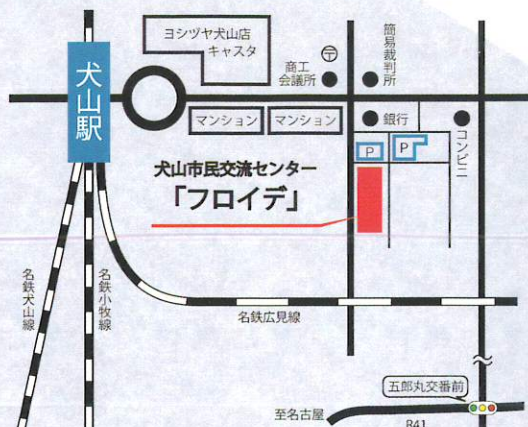 ヨシヅヤ犬山店
キャスタ
〒
商工
会議所
簡易裁判所
犬山駅
マンション
マンション
銀行
コンビニ
P
P
犬山市民交流センター
「フロイデ」
名鉄犬山線
名鉄小牧線
名鉄広見線
五郎丸交番前
至名古屋
R41